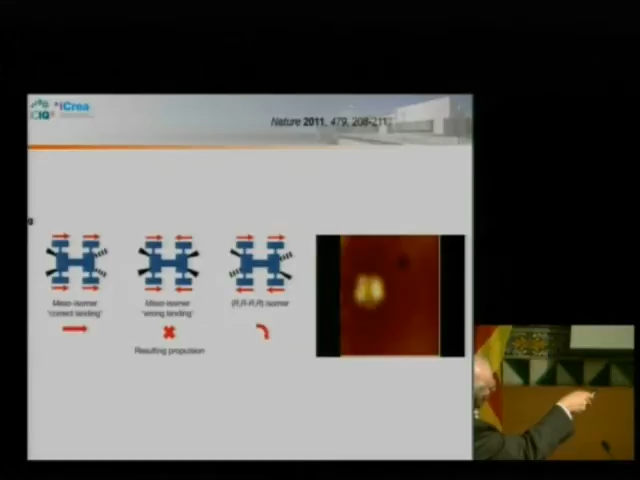 ICIQ
iCrea
Nature 2011, 479, 208-211
g:
Meso-isomer
'correct landing'
Meso-isomer
'wrong landing'
(R,R-R,R) isomer
Resulting propulsion